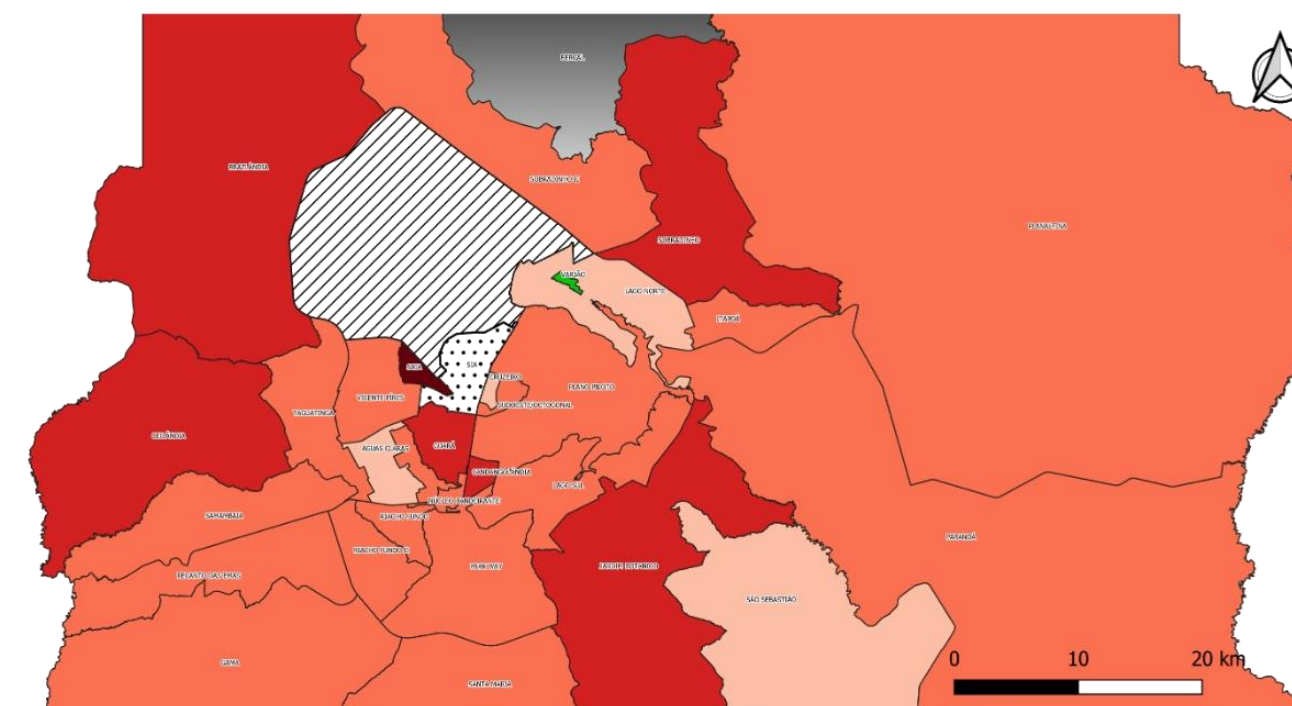 FERCAL
BRAZLÂNDIA
SOBRADINHO II
PLANALTINA
SOBRADINHO
VARJÃO
LAGO NORTE
ITAPOÃ
SCIA
SIA
CRUZEIRO
PLANO PILOTO
VICENTE PIRES
SUDOESTE/OCTOGONAL
TAGUATINGA
CEILÂNDIA
ÁGUAS CLARAS
GUARÁ
CANDANGOLÂNDIA
LAGO SUL
NÚCLEO BANDEIRANTE
SAMAMBAIA
RIACHO FUNDO
PARANOÁ
RIACHO FUNDO II
PARKWAY
JARDIM BOTÂNICO
RECANTO DAS EMAS
SÃO SEBASTIÃO
GAMA
SANTA MARIA
0 10 20 km